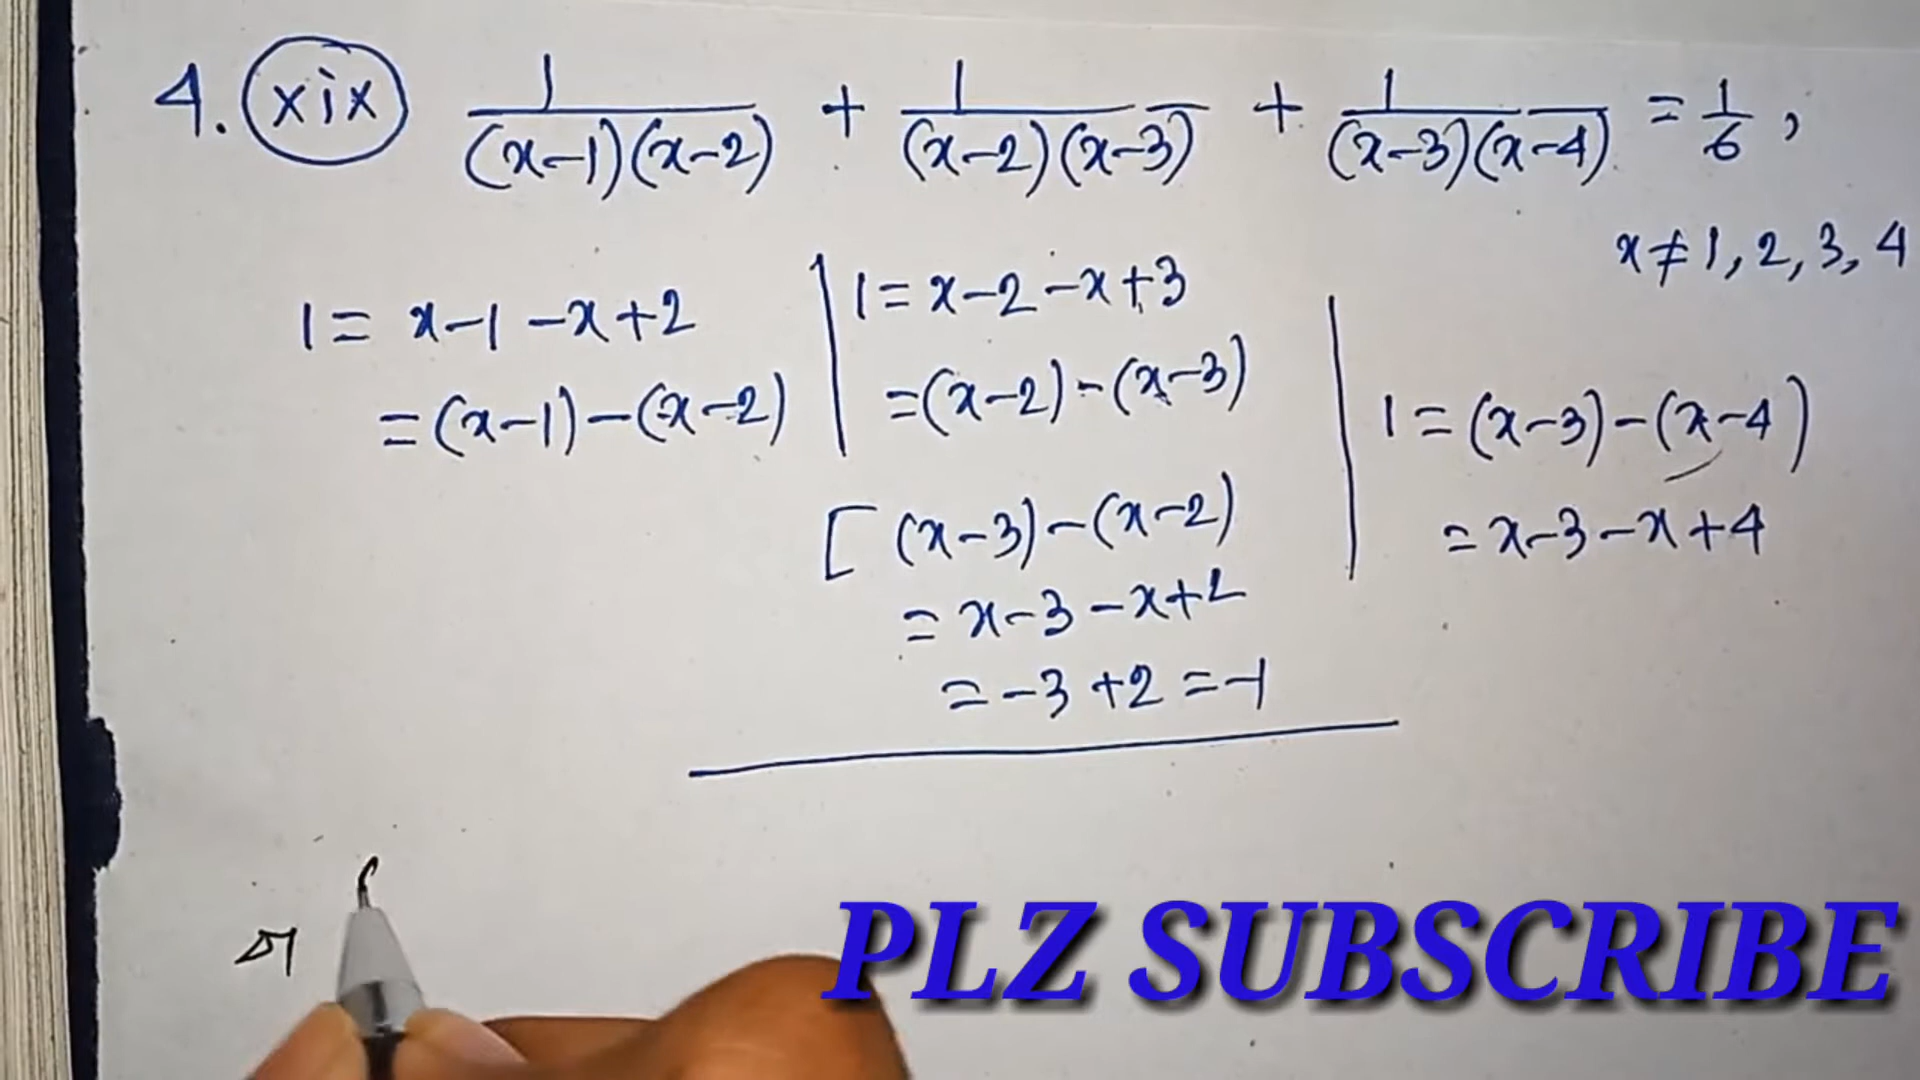 4. (xix) 1/((x-1)(x-2)) + 1/((x-2)(x-3)) + 1/((x-3)(x-4)) = 1/6,
x≠1, 2, 3, 4
1 = x-1-x+2
= (x-1)-(x-2)
1 = x-2-x+3
= (x-2)-(x-3)
[ (x-3)-(x-2)
= x-3-x+2
= -3+2 = -1
1 = (x-3)-(x-4)
= x-3-x+4
বা
PLZ SUBSCRIBE